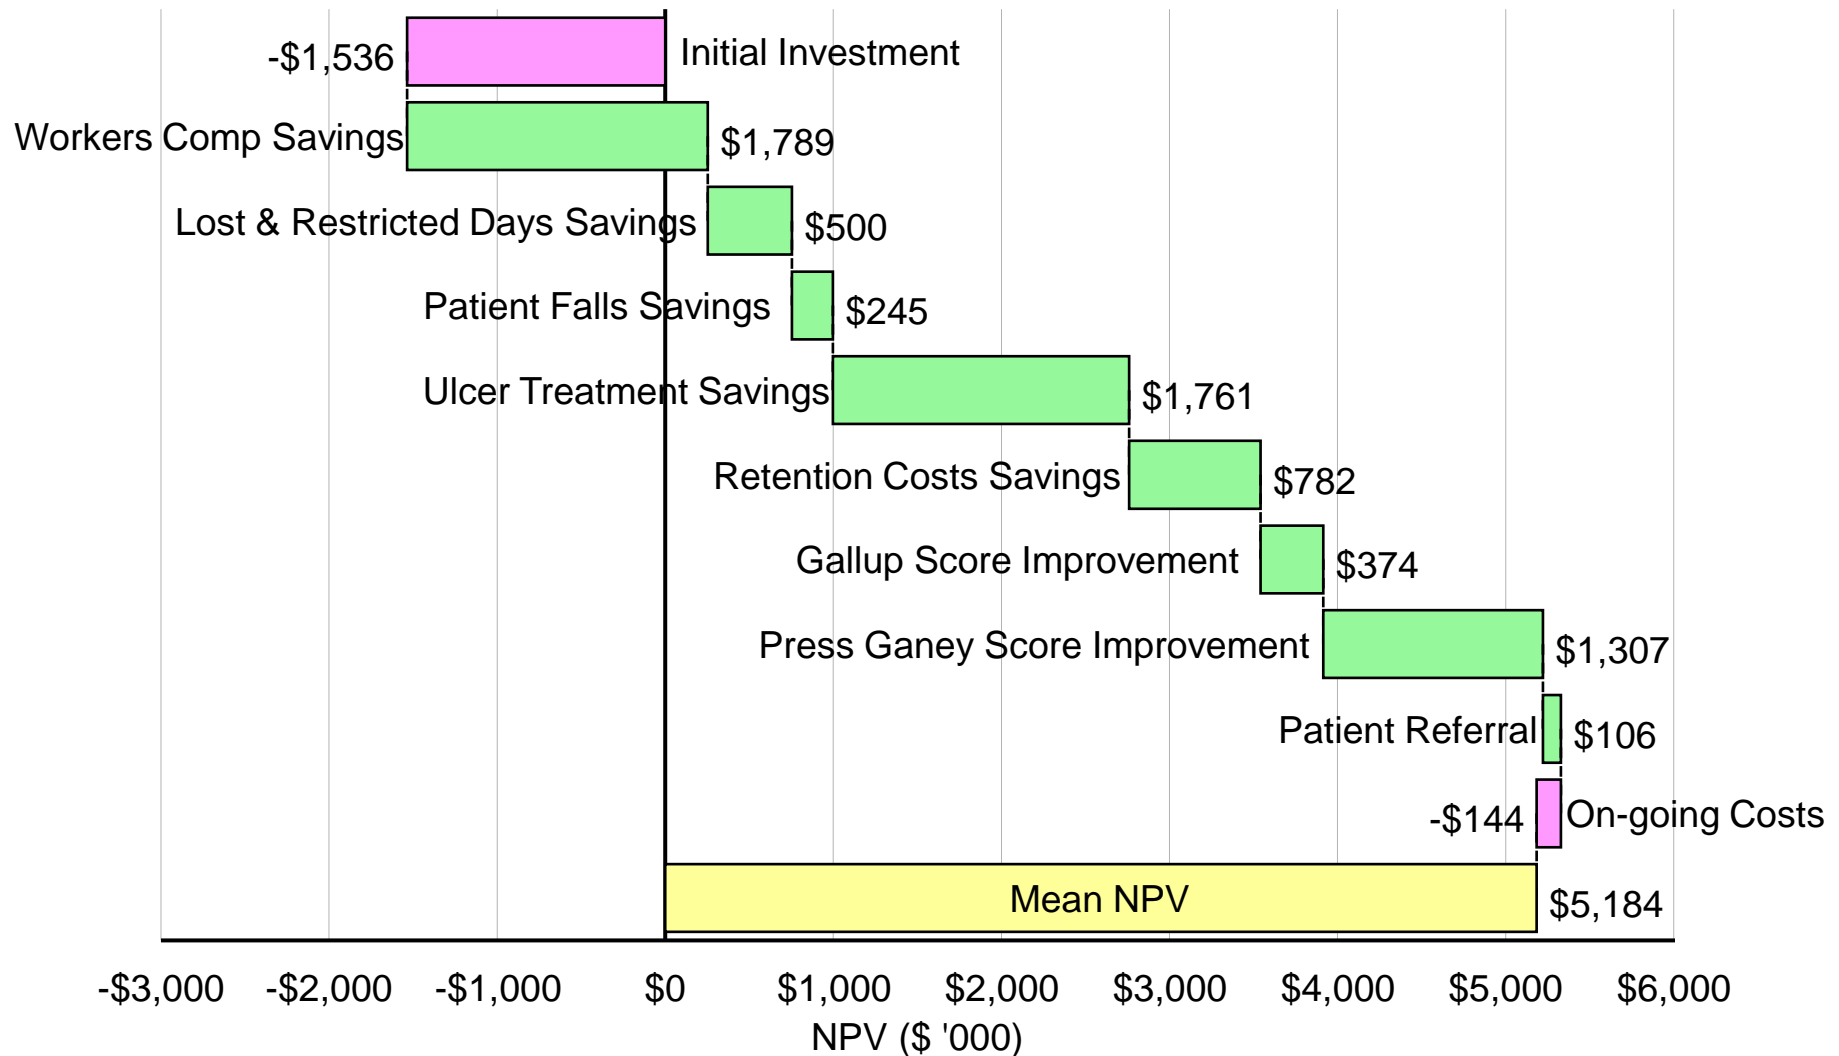 -$1,536 Initial Investment
Workers Comp Savings $1,789
Lost & Restricted Days Savings $500
Patient Falls Savings $245
Ulcer Treatment Savings $1,761
Retention Costs Savings $782
Gallup Score Improvement $374
Press Ganey Score Improvement $1,307
Patient Referral $106
-$144 On-going Costs
Mean NPV $5,184
-$3,000 -$2,000 -$1,000 $0 $1,000 $2,000 $3,000 $4,000 $5,000 $6,000
NPV ($ '000)